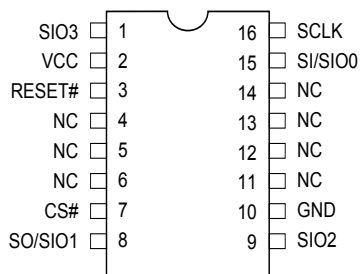 SIO3 1 16 SCLK
VCC 2 15 SI/SIO0
RESET# 3 14 NC
NC 4 13 NC
NC 5 12 NC
NC 6 11 NC
CS# 7 10 GND
SO/SIO1 8 9 SIO2